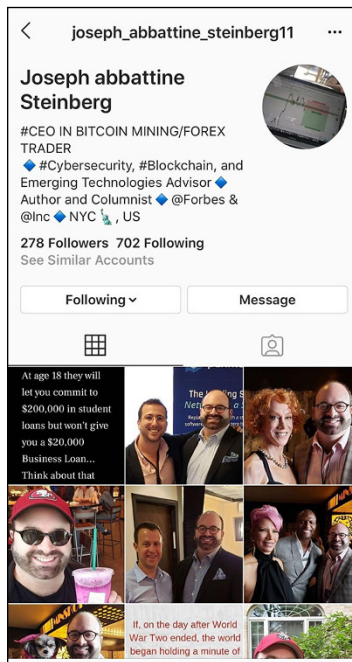 joseph_abbattine_steinberg11 ...
Joseph abbattine
Steinberg
#CEO IN BITCOIN MINING/FOREX
TRADER
🔷 #Cybersecurity, #Blockchain, and
Emerging Technologies Advisor 🔷
Author and Columnist 🔷 @Forbes &
@Inc 🔷 NYC 🗽 , US
278 Followers 702 Following
See Similar Accounts
Following
Message
At age 18 they will
let you commit to
$200,000 in student
loans but won't give
you a $20,000
Business Loan...
Think about that
If, on the day after World
War Two ended, the world
began holding a minute of